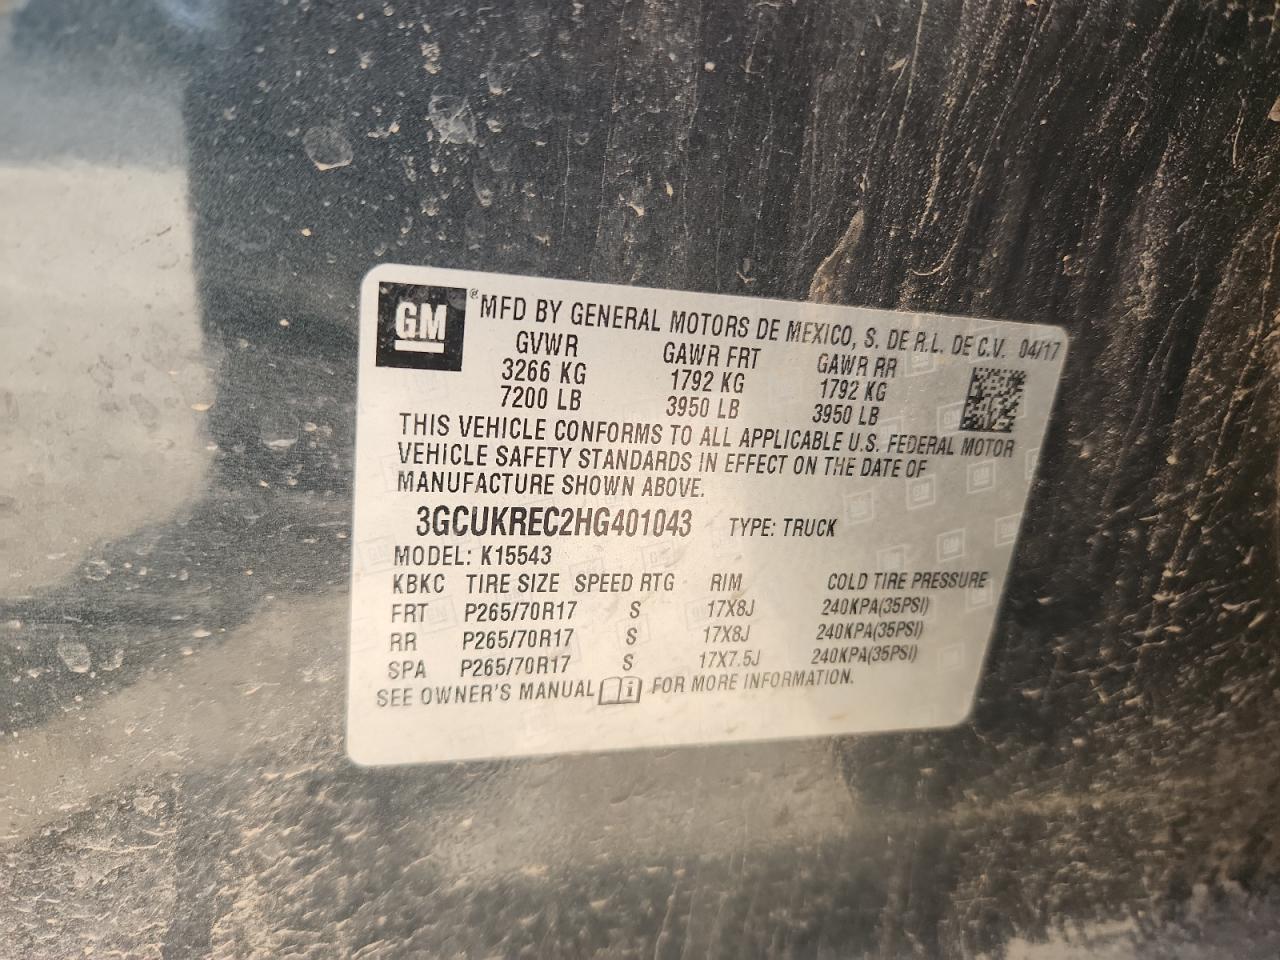 GM ® MFD BY GENERAL MOTORS DE MEXICO, S. DE R.L. DE C.V. 04/17
GVWR GAWR FRT GAWR RR
3266 KG 1792 KG 1792 KG
7200 LB 3950 LB 3950 LB
THIS VEHICLE CONFORMS TO ALL APPLICABLE U.S. FEDERAL MOTOR
VEHICLE SAFETY STANDARDS IN EFFECT ON THE DATE OF
MANUFACTURE SHOWN ABOVE.
3GCUKREC2HG401043 TYPE: TRUCK
MODEL: K15543
KBKC TIRE SIZE SPEED RTG RIM COLD TIRE PRESSURE
FRT P265/70R17 S 17X8J 240KPA(35PSI)
RR P265/70R17 S 17X8J 240KPA(35PSI)
SPA P265/70R17 S 17X7.5J 240KPA(35PSI)
SEE OWNER'S MANUAL i FOR MORE INFORMATION.